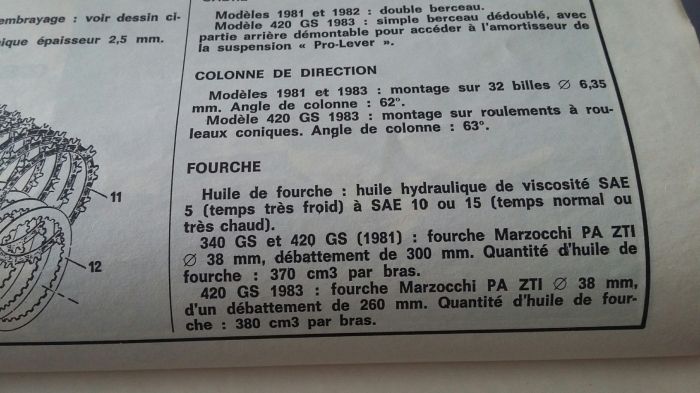 embrayage : voir dessin ci-
épaisseur 2,5 mm.
11
12
Modèles 1981 et 1982 : double berceau.
Modèle 420 GS 1983 : simple berceau dédoublé, avec
partie arrière démontable pour accéder à l'amortisseur de
la suspension « Pro-Lever ».
COLONNE DE DIRECTION
Modèles 1981 et 1983 : montage sur 32 billes ∅ 6,35
mm. Angle de colonne : 62°.
Modèle 420 GS 1983 : montage sur roulements à rou-
leaux coniques. Angle de colonne : 63°.
FOURCHE
Huile de fourche : huile hydraulique de viscosité SAE
5 (temps très froid) à SAE 10 ou 15 (temps normal ou
très chaud).
340 GS et 420 GS (1981) : fourche Marzocchi PA ZTI
∅ 38 mm, débattement de 300 mm. Quantité d'huile de
fourche : 370 cm3 par bras.
420 GS 1983 : fourche Marzocchi PA ZTI ∅ 38 mm,
d'un débattement de 260 mm. Quantité d'huile de four-
che : 380 cm3 par bras.